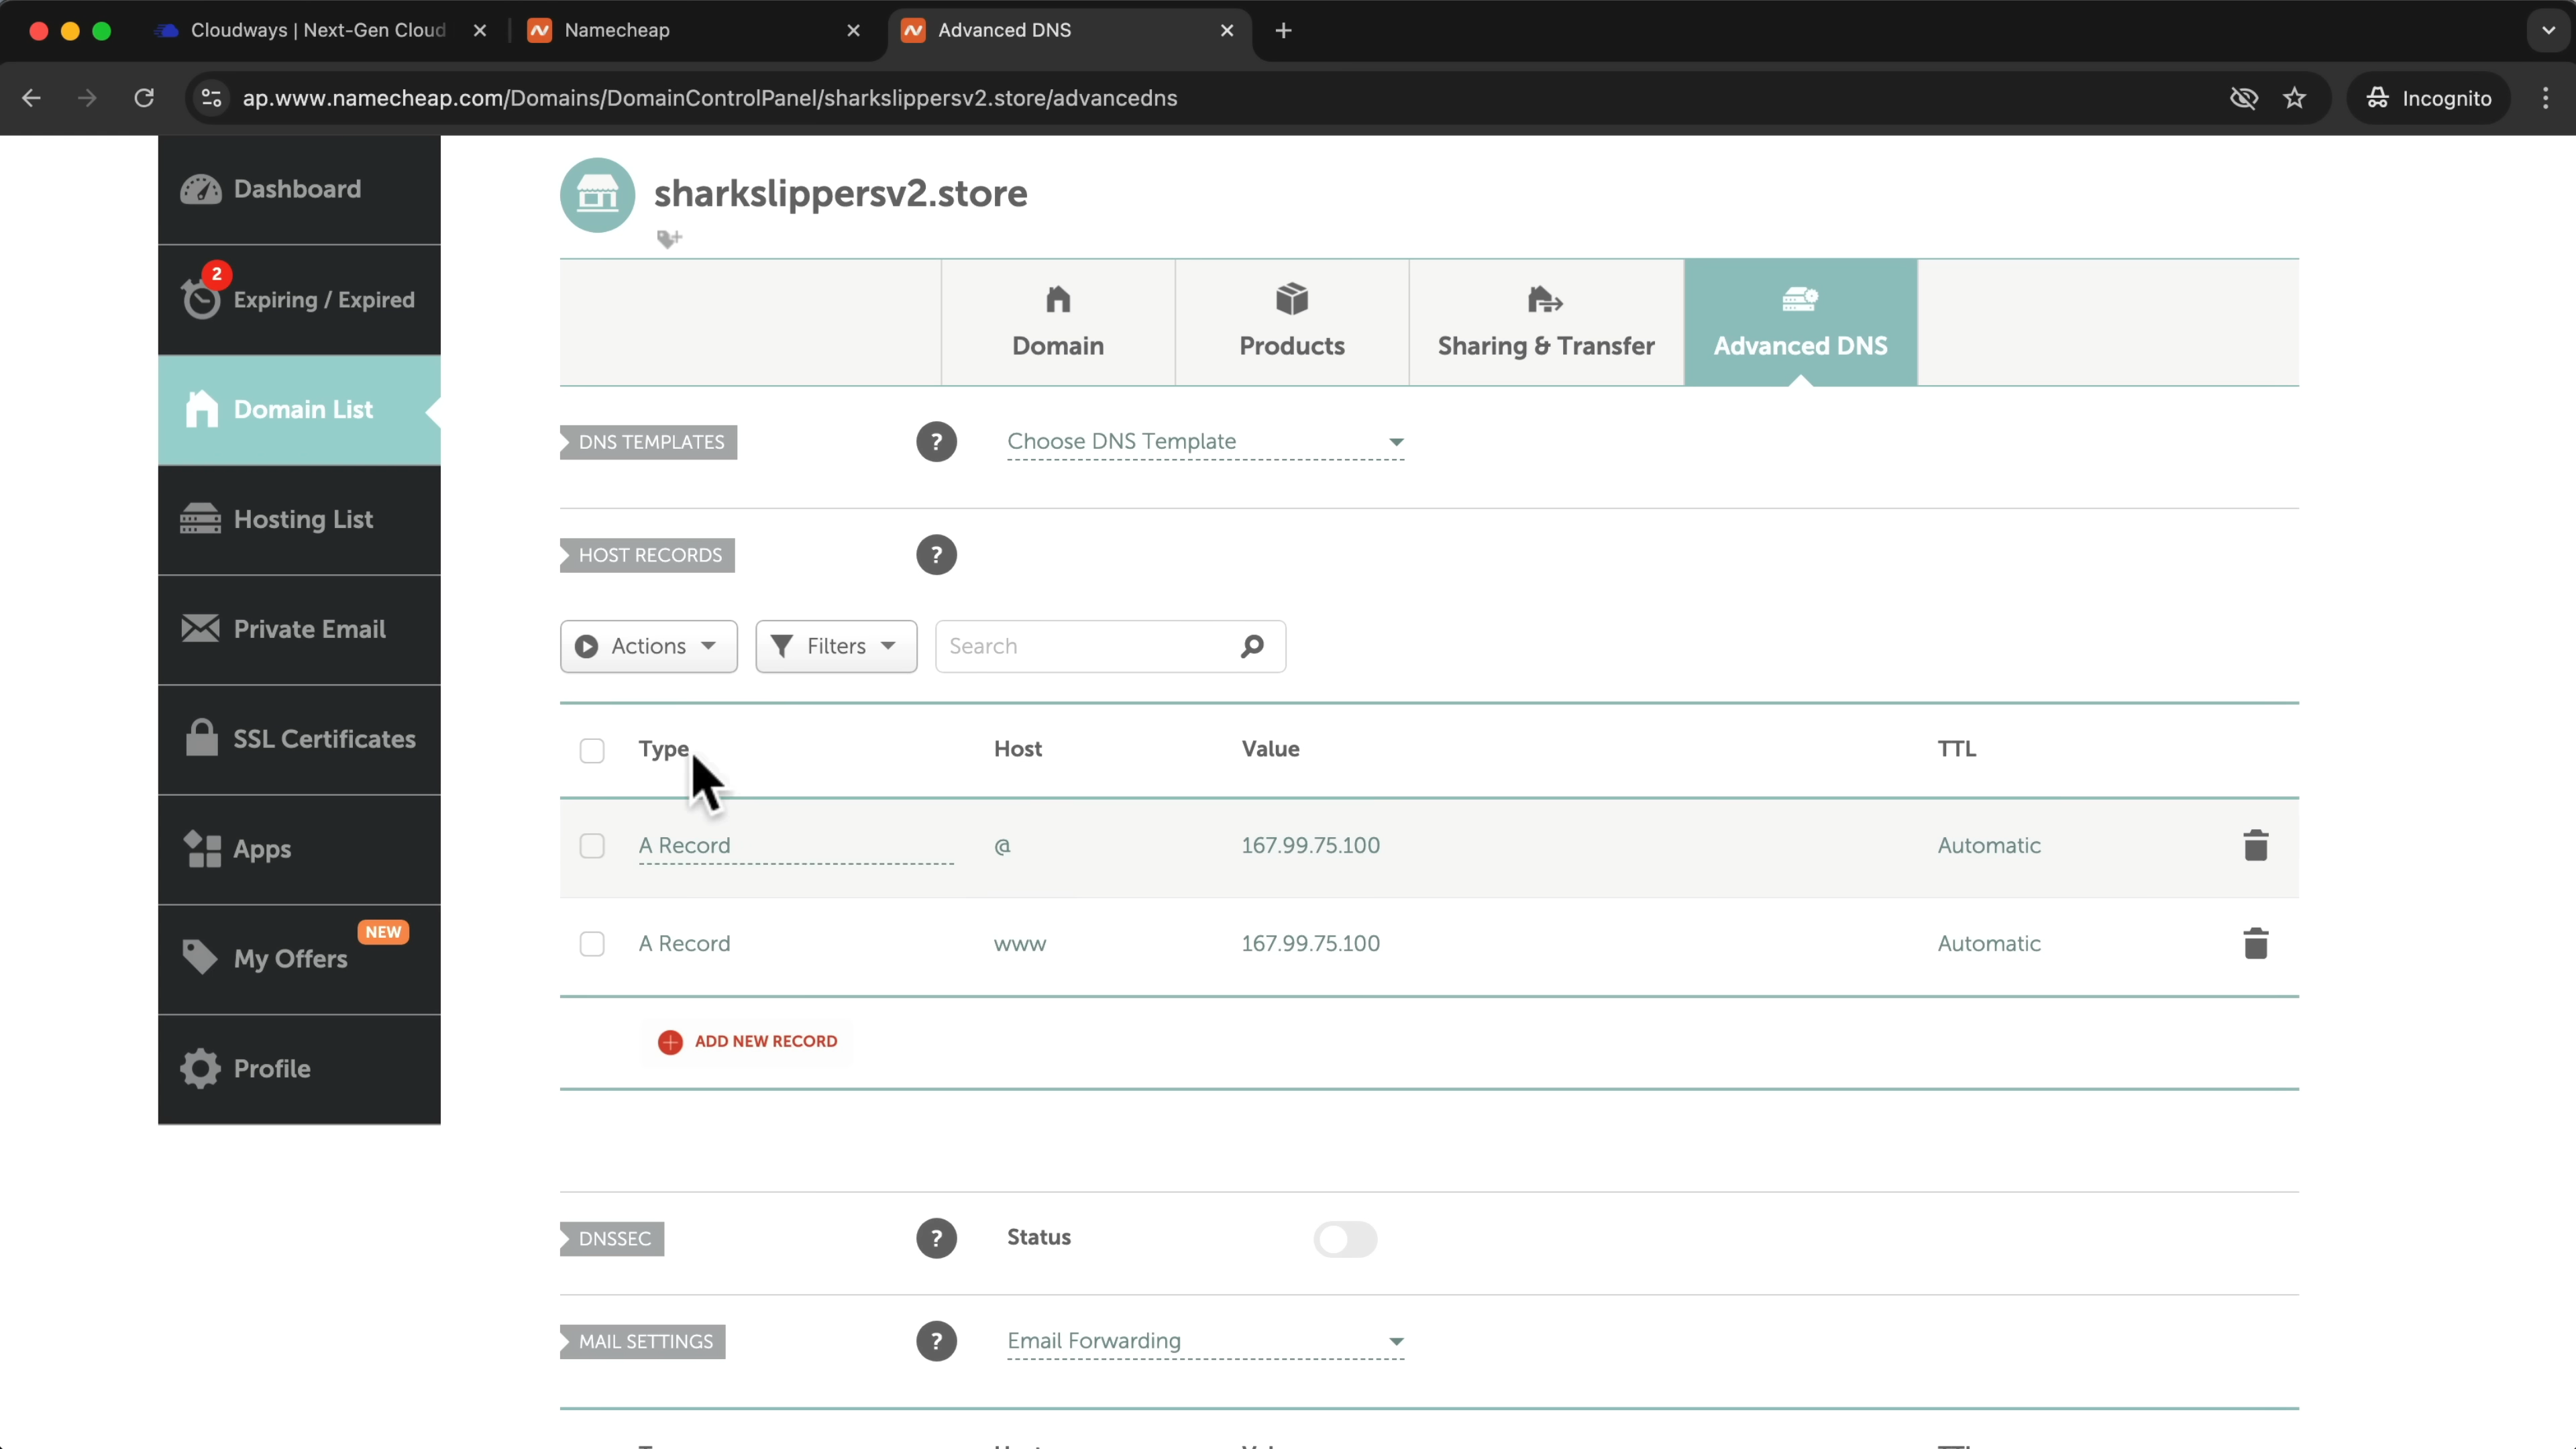 Cloudways | Next-Gen Cloud
Namecheap
Advanced DNS
ap.www.namecheap.com/Domains/DomainControlPanel/sharkslippersv2.store/advancedns
Incognito
Dashboard
2
Expiring / Expired
Domain List
Hosting List
Private Email
SSL Certificates
Apps
NEW
My Offers
Profile
sharkslippersv2.store
Domain
Products
Sharing & Transfer
Advanced DNS
DNS TEMPLATES
?
Choose DNS Template
HOST RECORDS
?
Actions
Filters
Search
Type Host Value TTL
A Record @ 167.99.75.100 Automatic
A Record www 167.99.75.100 Automatic
ADD NEW RECORD
DNSSEC
?
Status
MAIL SETTINGS
?
Email Forwarding